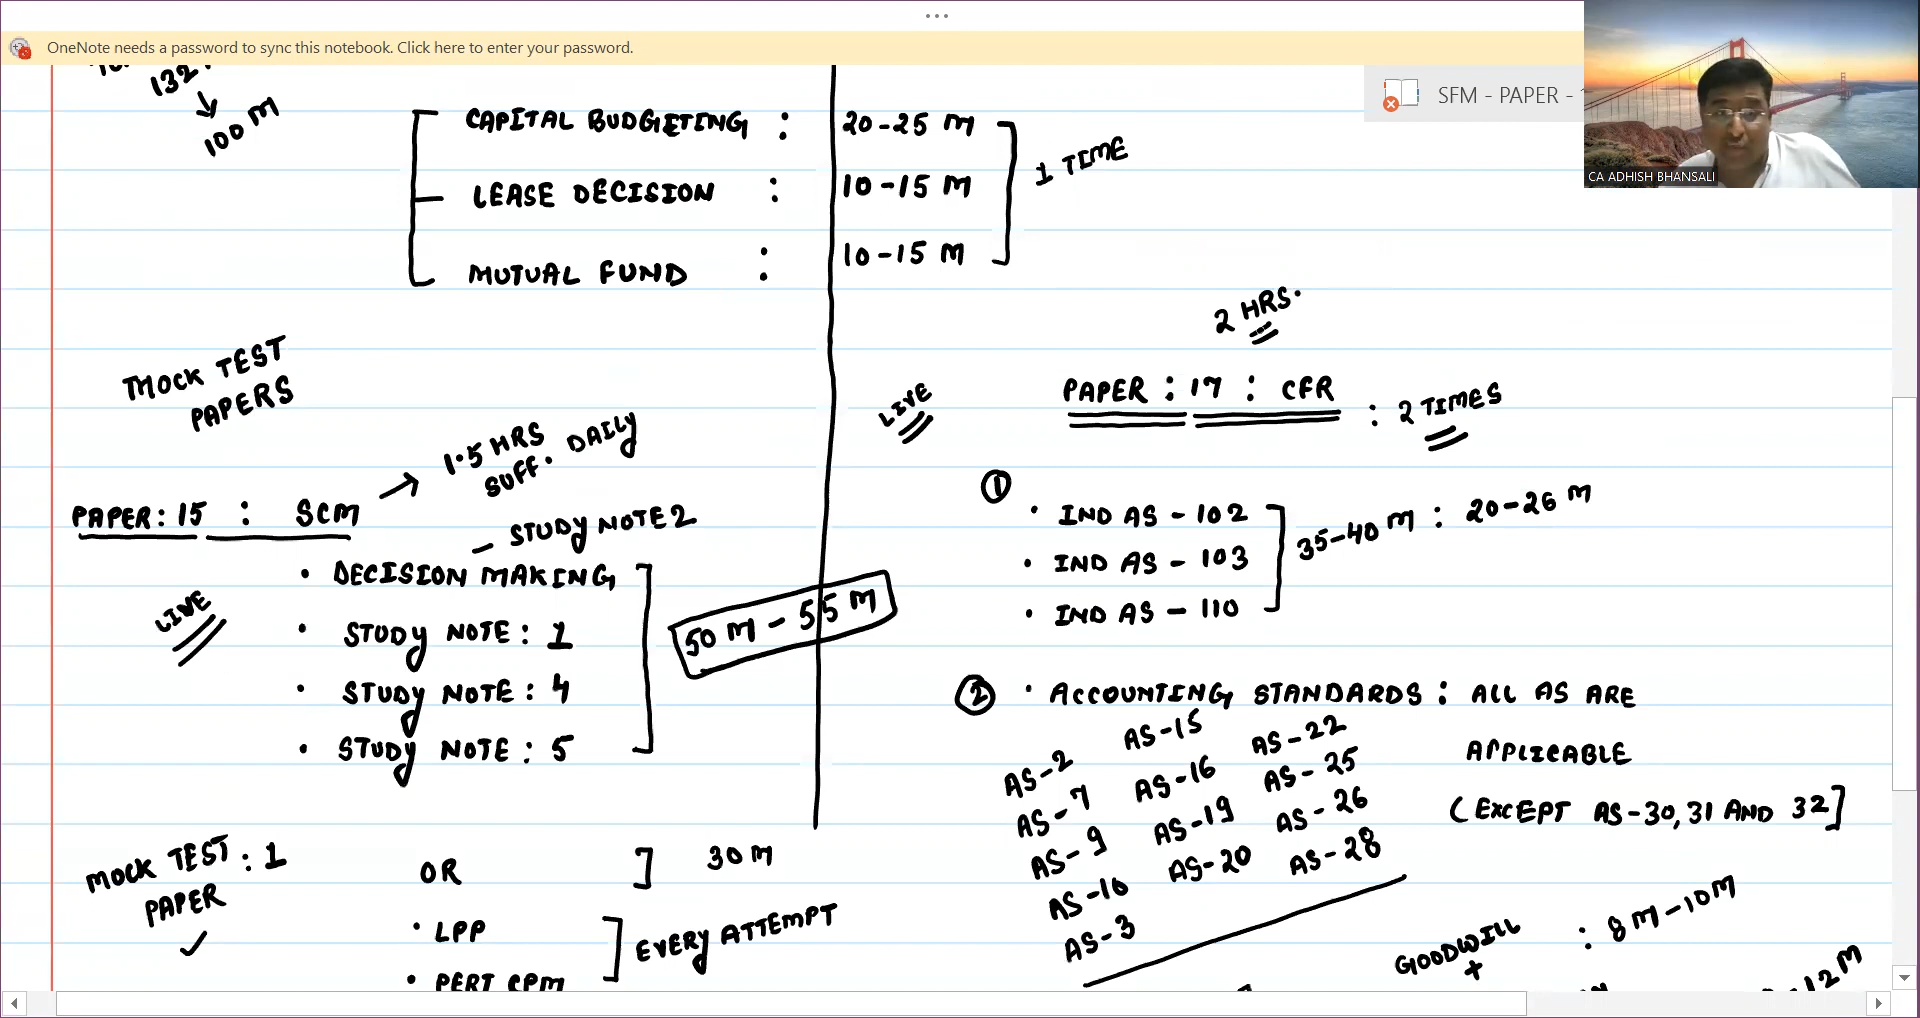 OneNote needs a password to sync this notebook. Click here to enter your password.
SFM - PAPER -
CA ADHISH BHANSALI
132
100 M
CAPITAL BUDGETING : 20-25 M
LEASE DECISION : 10-15 M
MUTUAL FUND : 10-15 M
1 TIME
MOCK TEST
PAPERS
PAPER: 15 : SCM
1.5 HRS
SUFF. DAILY
- STUDY NOTE 2
• DECISION MAKING
• STUDY NOTE : 1
• STUDY NOTE : 4
• STUDY NOTE : 5
LIVE
50 M - 55 M
MOCK TEST : 1
PAPER
OR
30 M
• LPP
• PERT CPM
EVERY ATTEMPT
2 HRS.
LIVE
PAPER : 17 : CFR : 2 TIMES
①
• IND AS - 102
• IND AS - 103
• IND AS - 110
35-40 M : 20-26 M
② • ACCOUNTING STANDARDS : ALL AS ARE
APPLICABLE
(EXCEPT AS-30, 31 AND 32]
AS-2
AS-7
AS-9
AS-10
AS-3
AS-15
AS-16
AS-19
AS-20
AS-22
AS-25
AS-26
AS-28
GOODWILL : 8M-10M
+